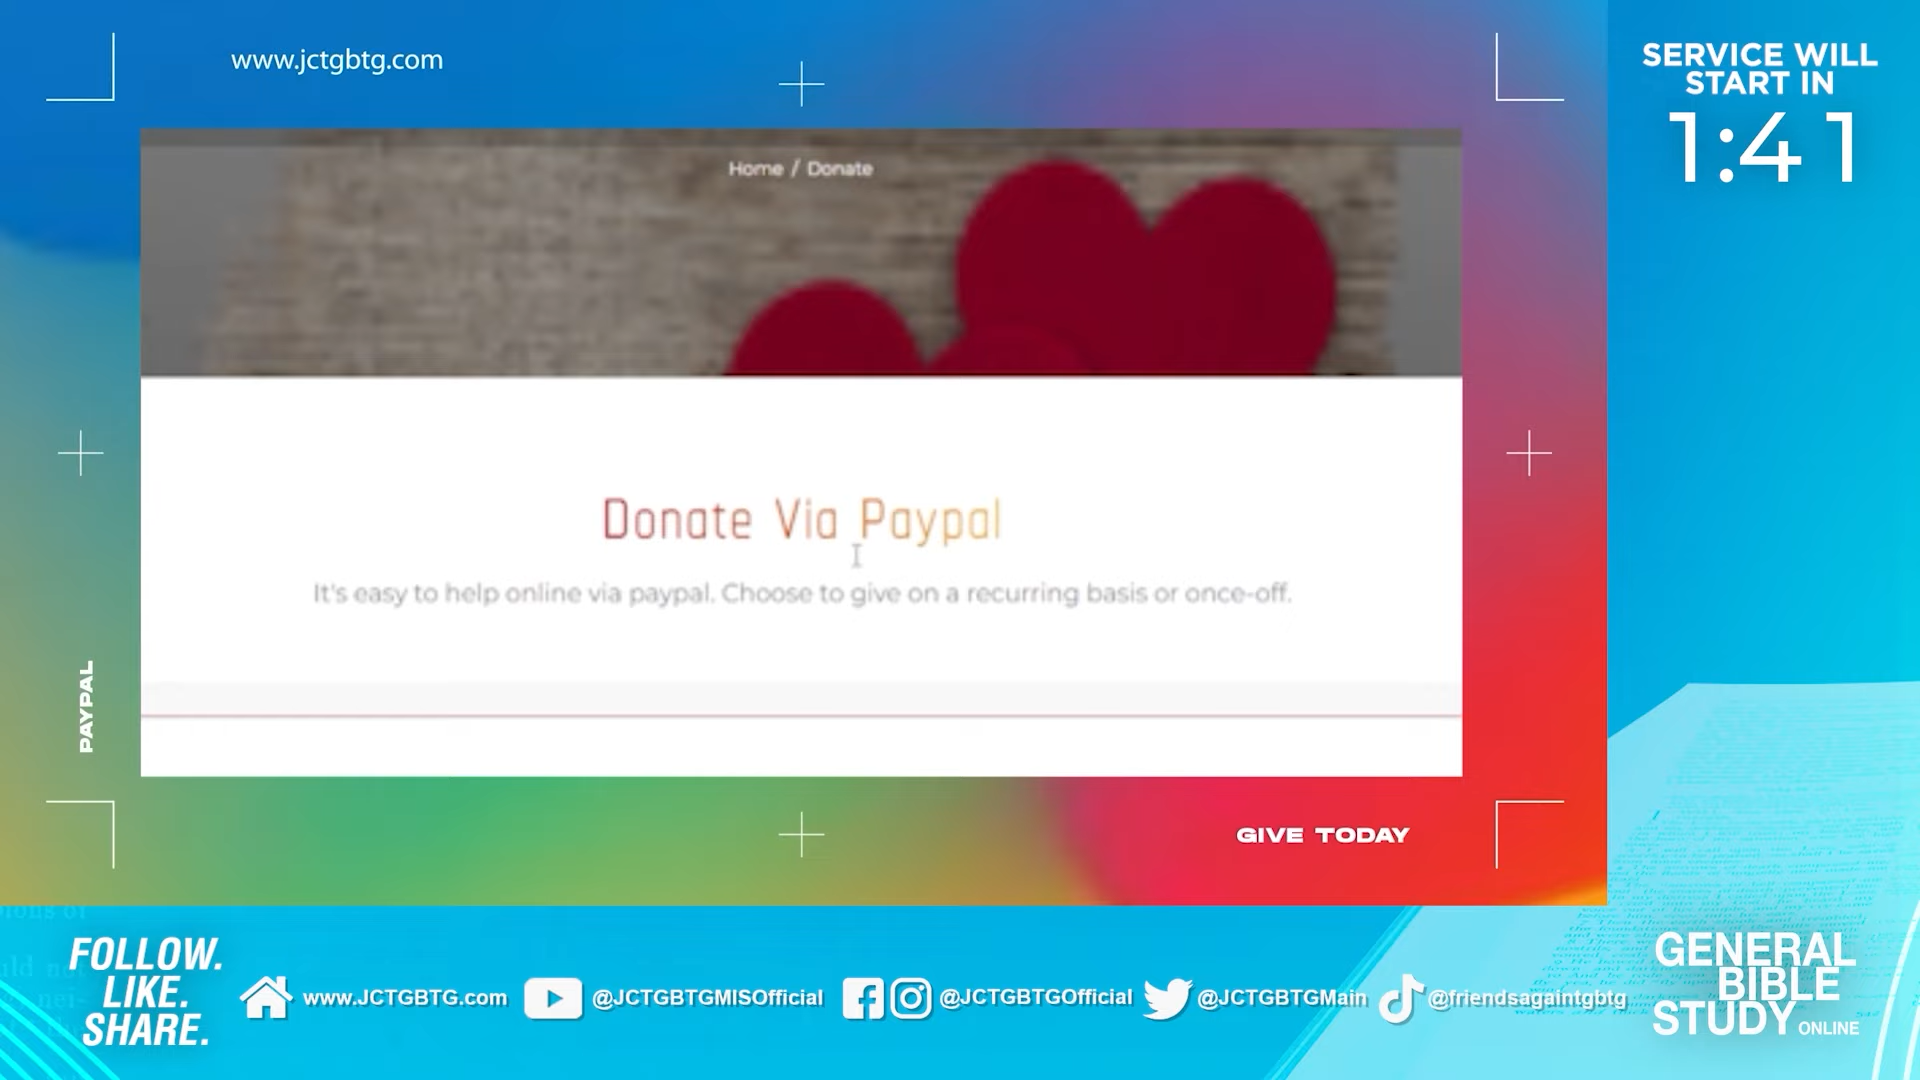 www.jctgbtg.com
SERVICE WILL
START IN
1:41
Home / Donate
Donate Via Paypal
It's easy to help online via paypal. Choose to give on a recurring basis or once-off.
PAYPAL
GIVE TODAY
FOLLOW.
LIKE.
SHARE.
www.JCTGBTG.com
@JCTGBTGMISOfficial
@JCTGBTGOfficial
@JCTGBTGMain
@friendsagaintgbtg
GENERAL
BIBLE
STUDY ONLINE